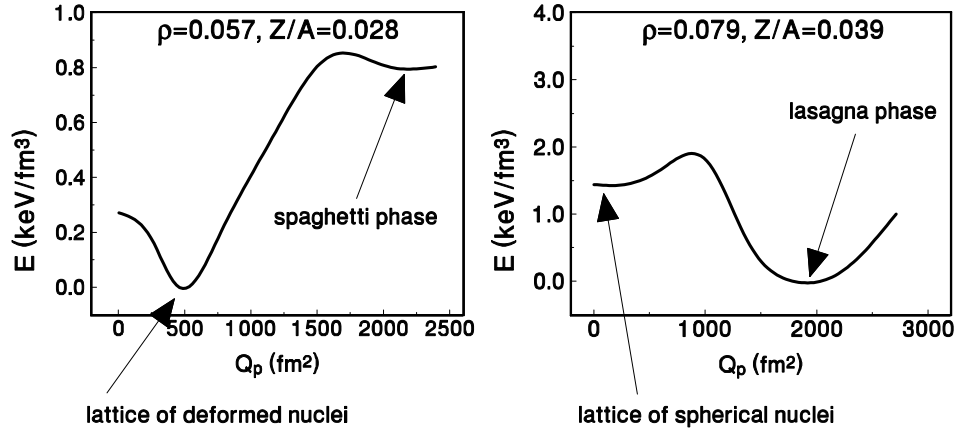 ρ=0.057, Z/A=0.028
1.0
0.8
0.6
0.4
0.2
0.0
E (keV/fm³)
spaghetti phase
0 500 1000 1500 2000 2500
Qₚ (fm²)
lattice of deformed nuclei
ρ=0.079, Z/A=0.039
4.0
3.0
2.0
1.0
0.0
E (keV/fm³)
lasagna phase
0 1000 2000 3000
Qₚ (fm²)
lattice of spherical nuclei